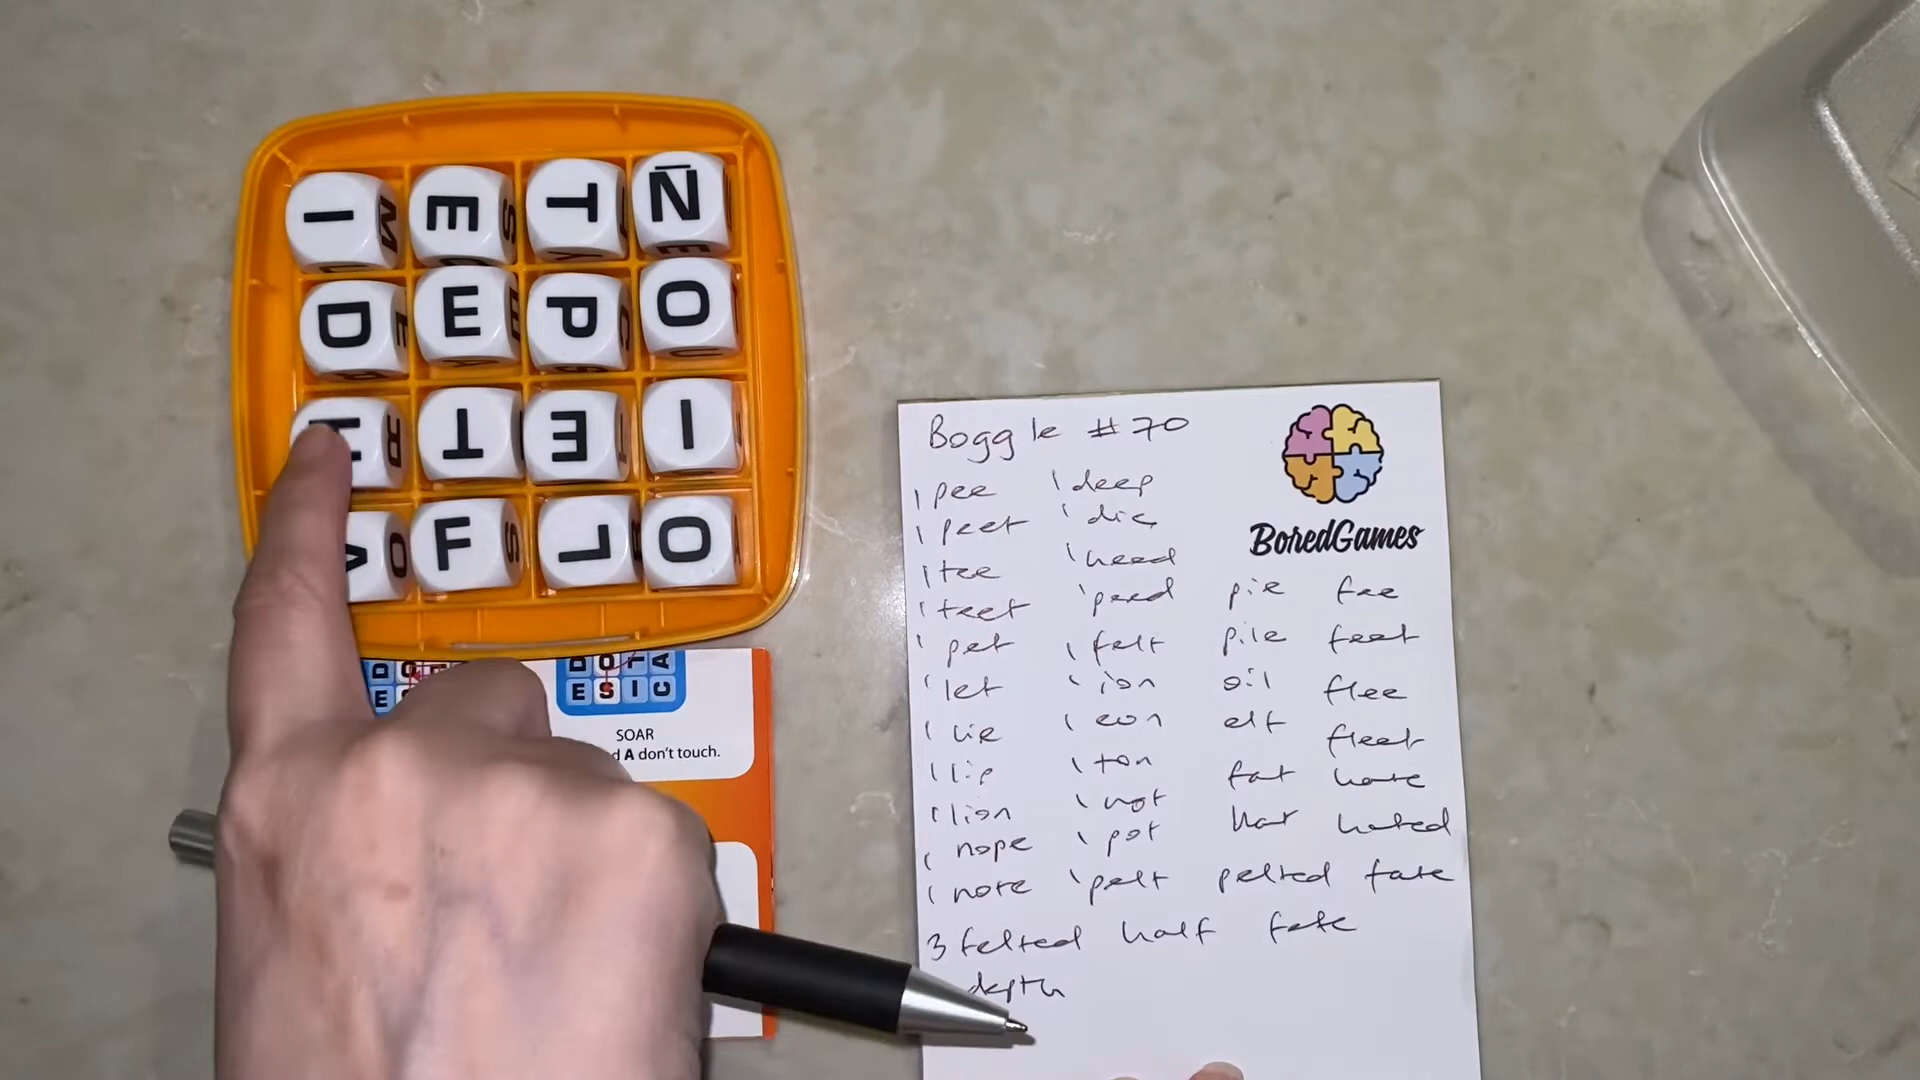 I E T N
D E P O
H T E I
A F L O
SOAR
d A don't touch.
Boggle #70
BoredGames
1 pee 1 deep
1 peet 1 die
1 tee 1 heed
1 teet 1 peed pie fee
1 pet 1 felt pile feet
1 let 1 ion oil flee
1 lie 1 eon elf fleet
1 lip 1 ton fat hate
1 lion 1 not hat hated
1 nope 1 pot
1 note 1 pelt pelted fate
3 felted half fete
depth